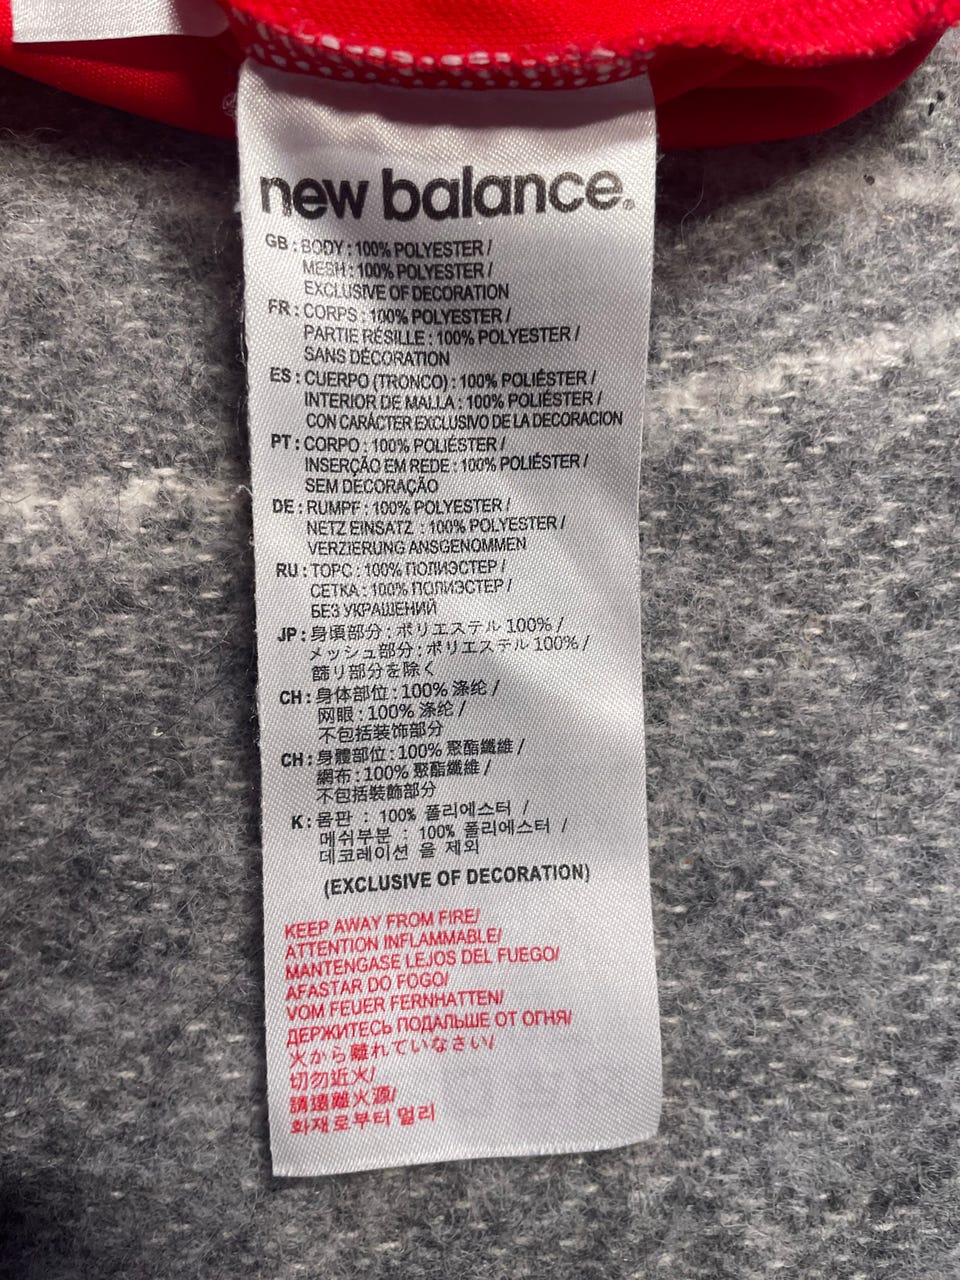 new balance.
GB : BODY : 100% POLYESTER /
MESH : 100% POLYESTER /
EXCLUSIVE OF DECORATION
FR : CORPS : 100% POLYESTER /
PARTIE RÉSILLE : 100% POLYESTER /
SANS DÉCORATION
ES : CUERPO (TRONCO) : 100% POLIÉSTER /
INTERIOR DE MALLA : 100% POLIÉSTER /
CON CARÁCTER EXCLUSIVO DE LA DECORACION
PT : CORPO : 100% POLIÉSTER /
INSERÇÃO EM REDE : 100% POLIÉSTER /
SEM DECORAÇÃO
DE : RUMPF : 100% POLYESTER /
NETZ EINSATZ : 100% POLYESTER /
VERZIERUNG ANSGENOMMEN
RU : ТОРС : 100% ПОЛИЭСТЕР /
СЕТКА : 100% ПОЛИЭСТЕР /
БЕЗ УКРАШЕНИЙ
JP : 身頃部分 : ポリエステル 100% /
メッシュ部分 : ポリエステル 100% /
篩り部分を除く
CH : 身体部位 : 100% 涤纶 /
网眼 : 100% 涤纶 /
不包括装饰部分
CH : 身體部位 : 100% 聚酯纖維 /
網布 : 100% 聚酯纖維 /
不包括裝飾部分
K : 몸판 : 100% 폴리에스터 /
메쉬부분 : 100% 폴리에스터 /
데코레이션 을 제외
(EXCLUSIVE OF DECORATION)
KEEP AWAY FROM FIRE/
ATTENTION INFLAMMABLE/
MANTENGASE LEJOS DEL FUEGO/
AFASTAR DO FOGO/
VOM FEUER FERNHATTEN/
ДЕРЖИТЕСЬ ПОДАЛЬШЕ ОТ ОГНЯ/
火から離れていなさい/
切勿近火/
請遠離火源/
화재로부터 멀리